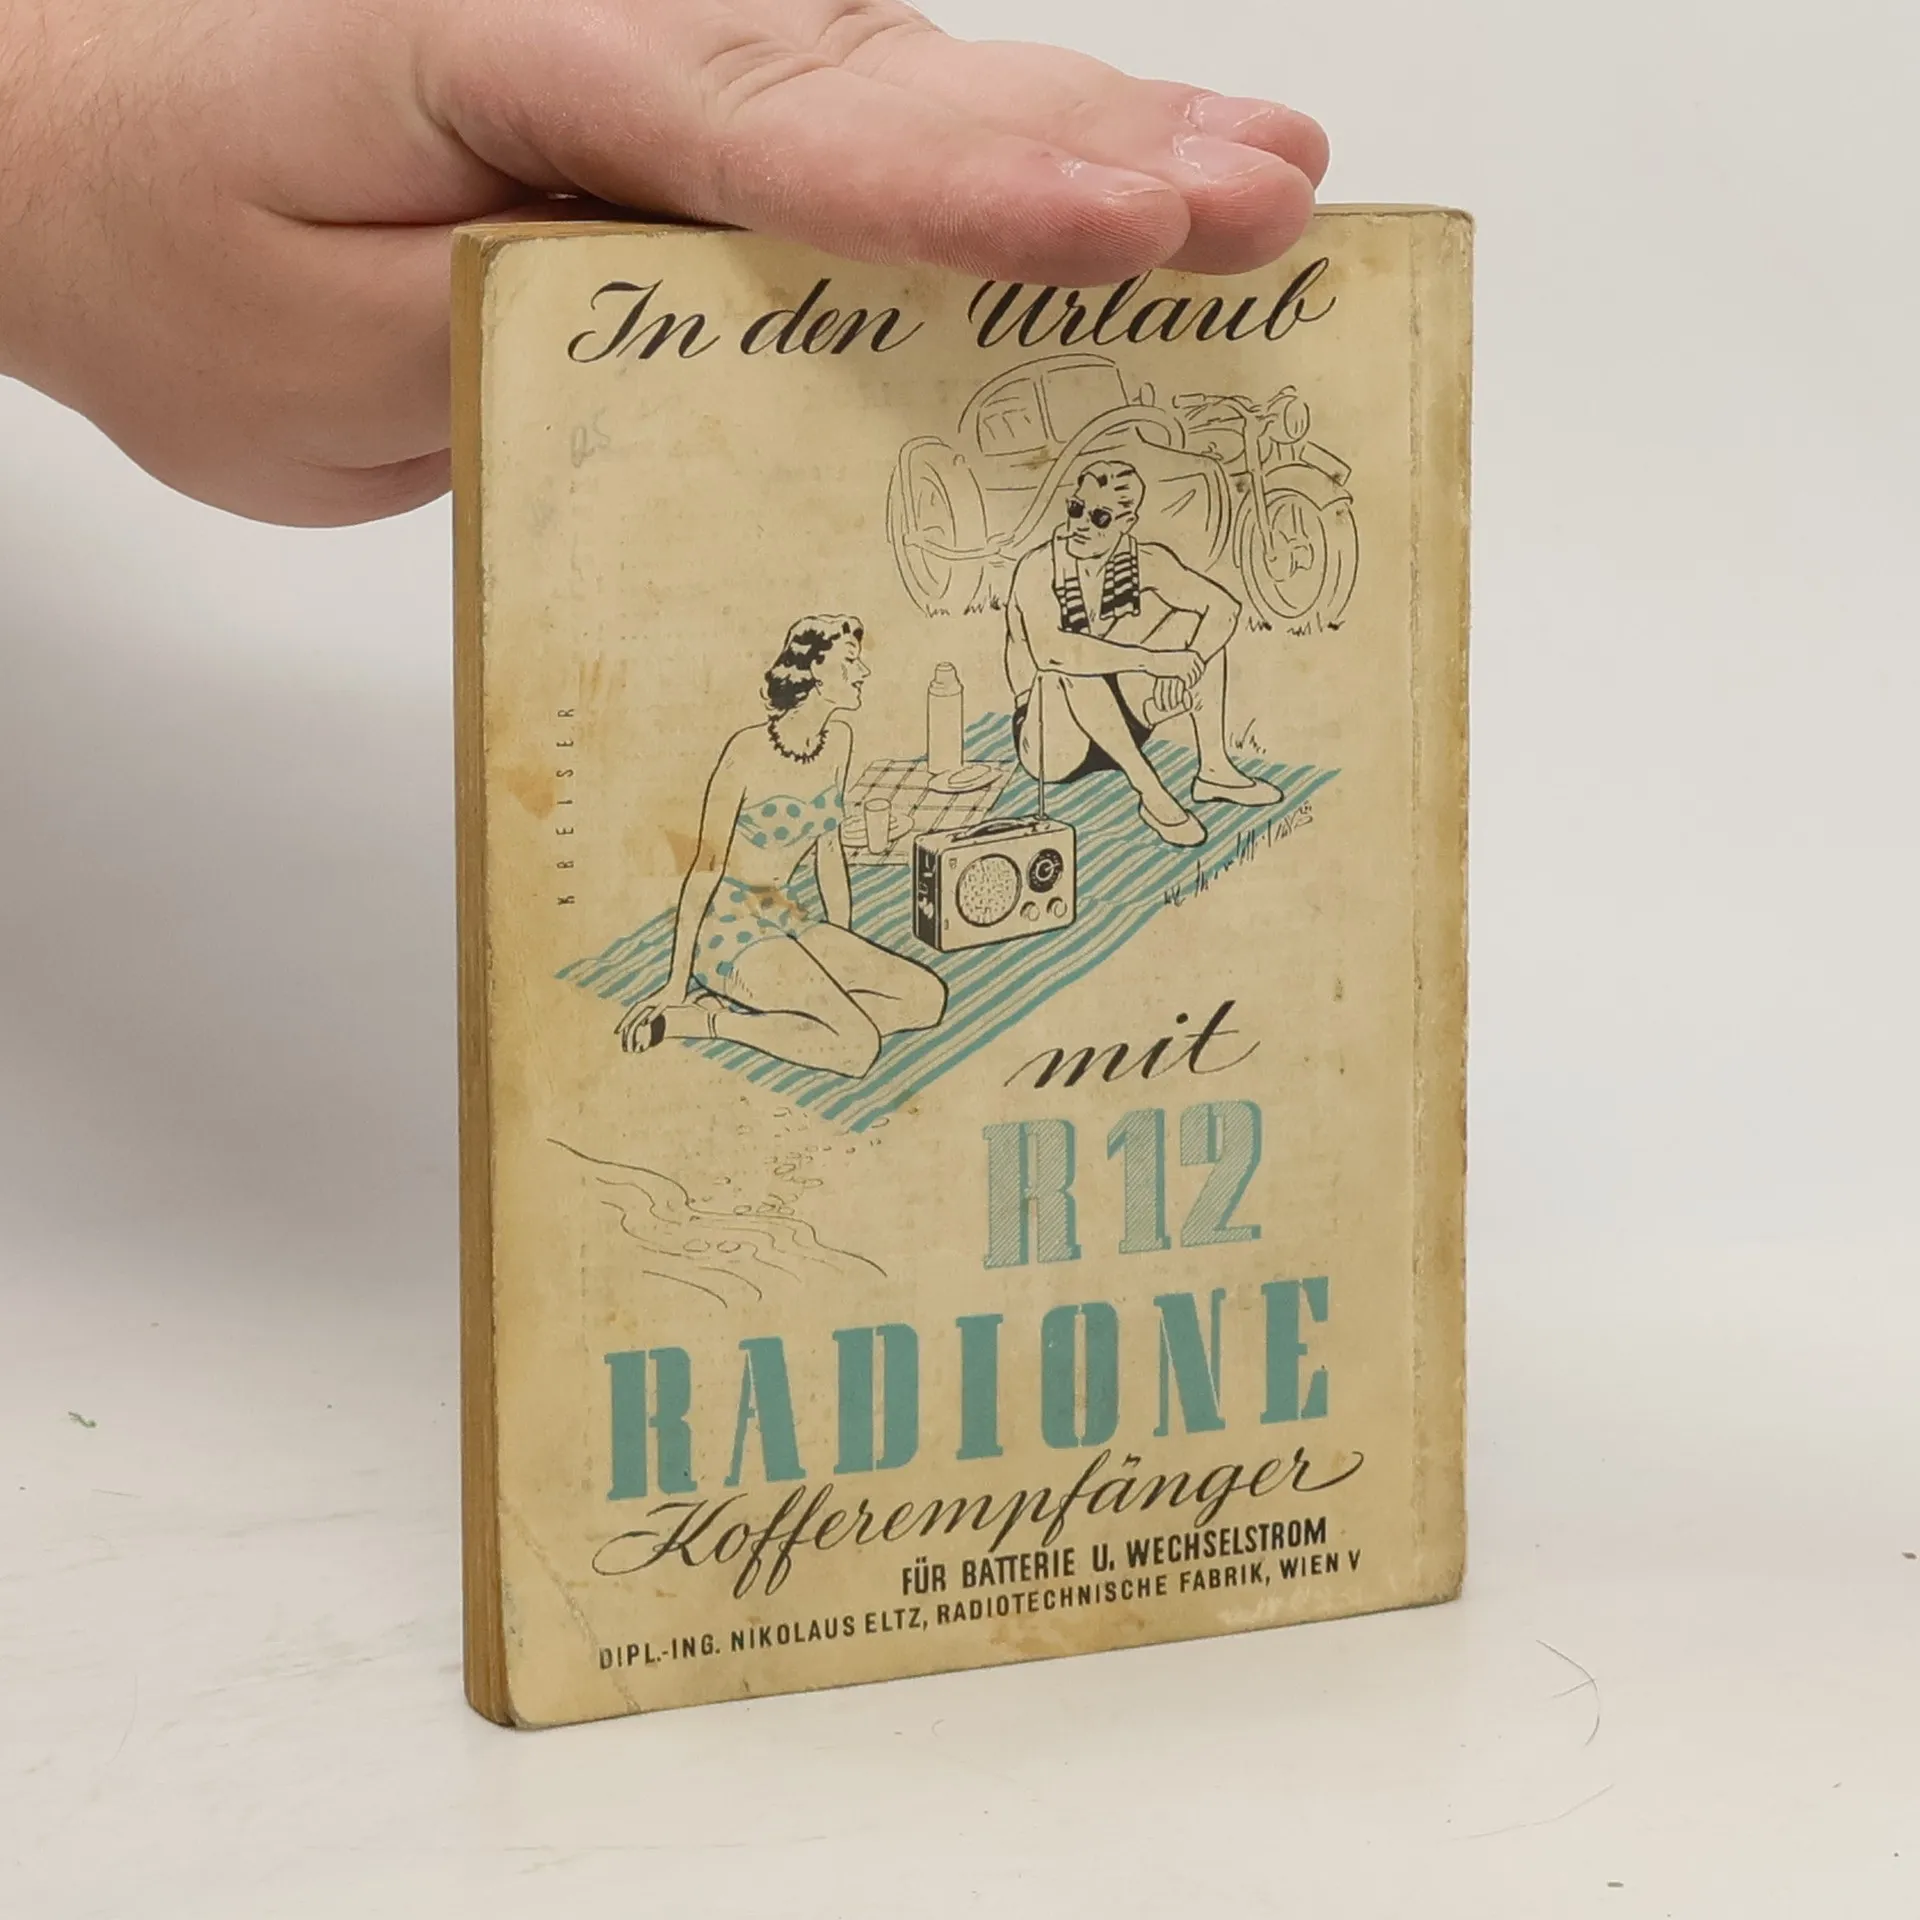 In den Urlaub
KREISER
mit
R12
RADIONE
Kofferempfänger
FÜR BATTERIE U. WECHSELSTROM
DIPL.-ING. NIKOLAUS ELTZ, RADIOTECHNISCHE FABRIK, WIEN V